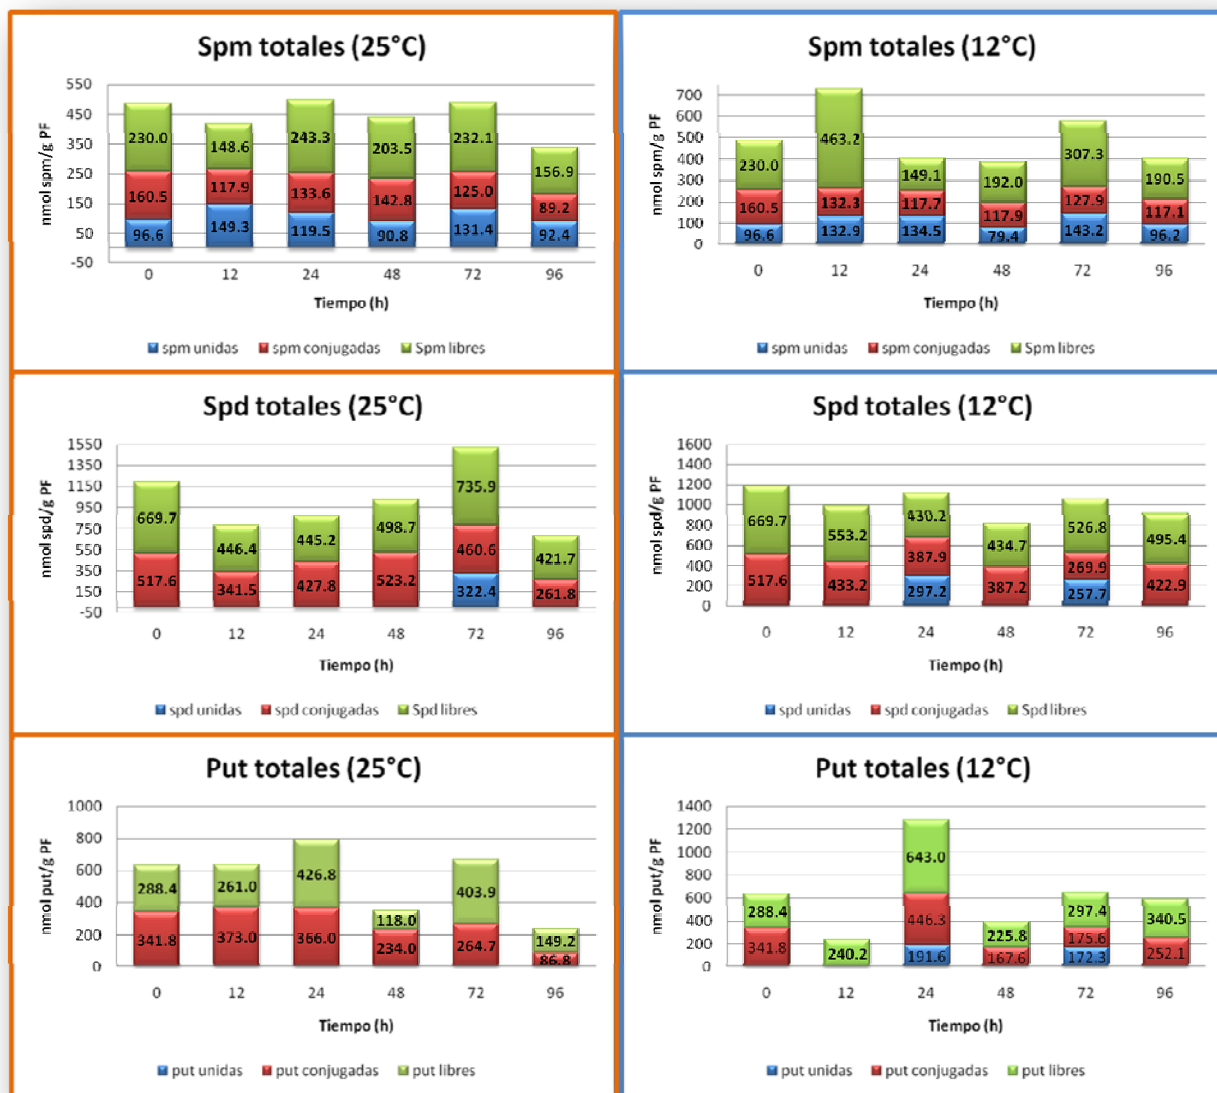 Spm totales (25°C)
nmol spm/g PF
550
450
350
250
150
50
-50
230.0 148.6 243.3 203.5 232.1 156.9
160.5 117.9 133.6 142.8 125.0 89.2
96.6 149.3 119.5 90.8 131.4 92.4
0 12 24 48 72 96
Tiempo (h)
spm unidas spm conjugadas Spm libres
Spm totales (12°C)
nmol spm/g PF
700
600
500
400
300
200
100
0
230.0 463.2 149.1 192.0 307.3 190.5
160.5 132.3 117.7 117.9 127.9 117.1
96.6 132.9 134.5 79.4 143.2 96.2
0 12 24 48 72 96
Tiempo (h)
spm unidas spm conjugadas Spm libres
Spd totales (25°C)
nmol spd/g PF
1550
1350
1150
950
750
550
350
150
-50
669.7 446.4 445.2 498.7 735.9 421.7
517.6 341.5 427.8 523.2 460.6 261.8
322.4
0 12 24 48 72 96
Tiempo (h)
spd unidas spd conjugadas Spd libres
Spd totales (12°C)
nmol spd/g PF
1600
1400
1200
1000
800
600
400
200
0
669.7 553.2 430.2 434.7 526.8 495.4
517.6 433.2 387.9 387.2 269.9 422.9
297.2 257.7
0 12 24 48 72 96
Tiempo (h)
spd unidas spd conjugadas Spd libres
Put totales (25°C)
nmol put/g PF
1000
800
600
400
200
0
288.4 261.0 426.8 118.0 403.9 149.2
341.8 373.0 366.0 234.0 264.7 86.8
0 12 24 48 72 96
Tiempo (h)
put unidas put conjugadas put libres
Put totales (12°C)
nmol put/g PF
1400
1200
1000
800
600
400
200
0
288.4 240.2 643.0 225.8 297.4 340.5
341.8 446.3 167.6 175.6 252.1
191.6 172.3
0 12 24 48 72 96
Tiempo (h)
put unidas put conjugadas put libres